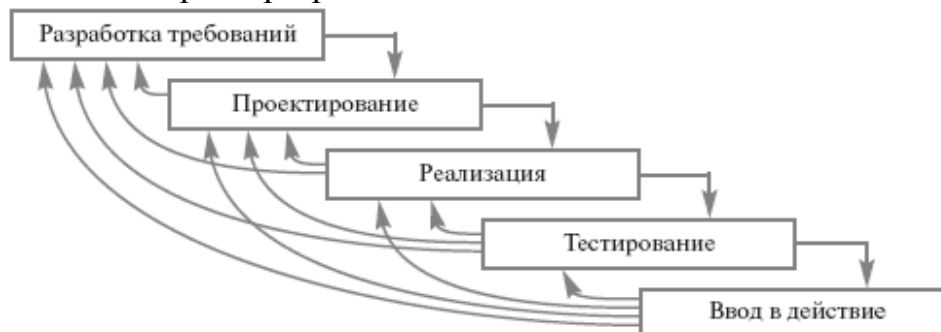 Разработка требований
Проектирование
Реализация
Тестирование
Ввод в действие